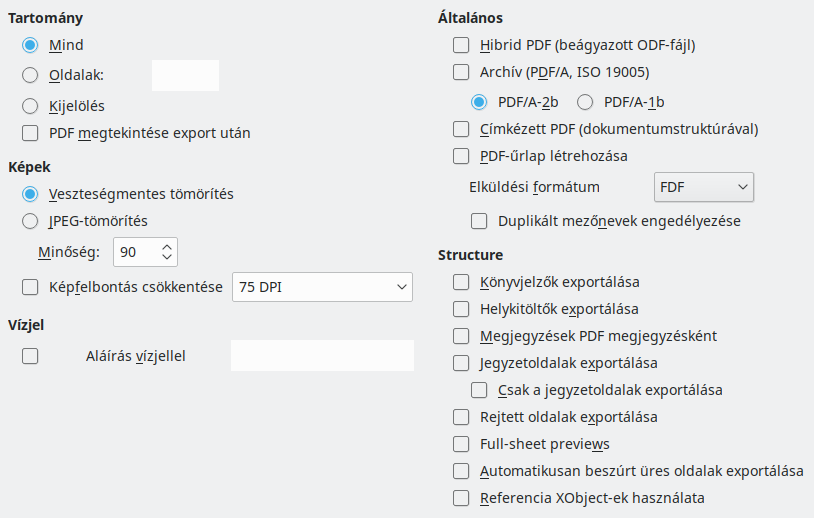 Tartomány
Mind
Oldalak:
Kijelölés
PDF megtekintése export után
Képek
Veszteségmentes tömörítés
JPEG-tömörítés
Minőség: 90
Képfelbontás csökkentése 75 DPI
Vízjel
Aláírás vízjellel
Általános
Hibrid PDF (beágyazott ODF-fájl)
Archív (PDF/A, ISO 19005)
PDF/A-2b PDF/A-1b
Címkézett PDF (dokumentumstruktúrával)
PDF-űrlap létrehozása
Elküldési formátum FDF
Duplikált mezőnevek engedélyezése
Structure
Könyvjelzők exportálása
Helykitöltők exportálása
Megjegyzések PDF megjegyzésként
Jegyzetoldalak exportálása
Csak a jegyzetoldalak exportálása
Rejtett oldalak exportálása
Full-sheet previews
Automatikusan beszúrt üres oldalak exportálása
Referencia XObject-ek használata